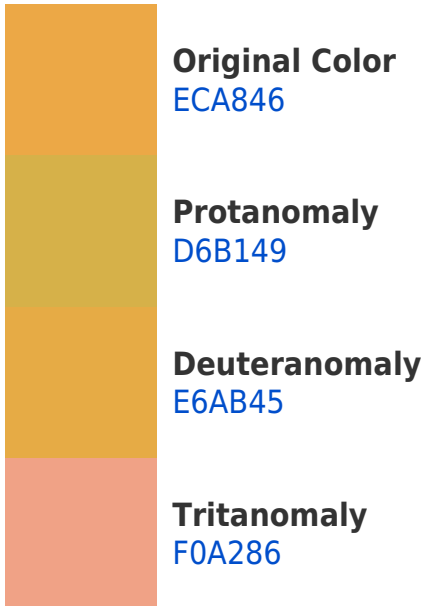 Original Color
ECA846
Protanomaly
D6B149
Deuteranomaly
E6AB45
Tritanomaly
F0A286